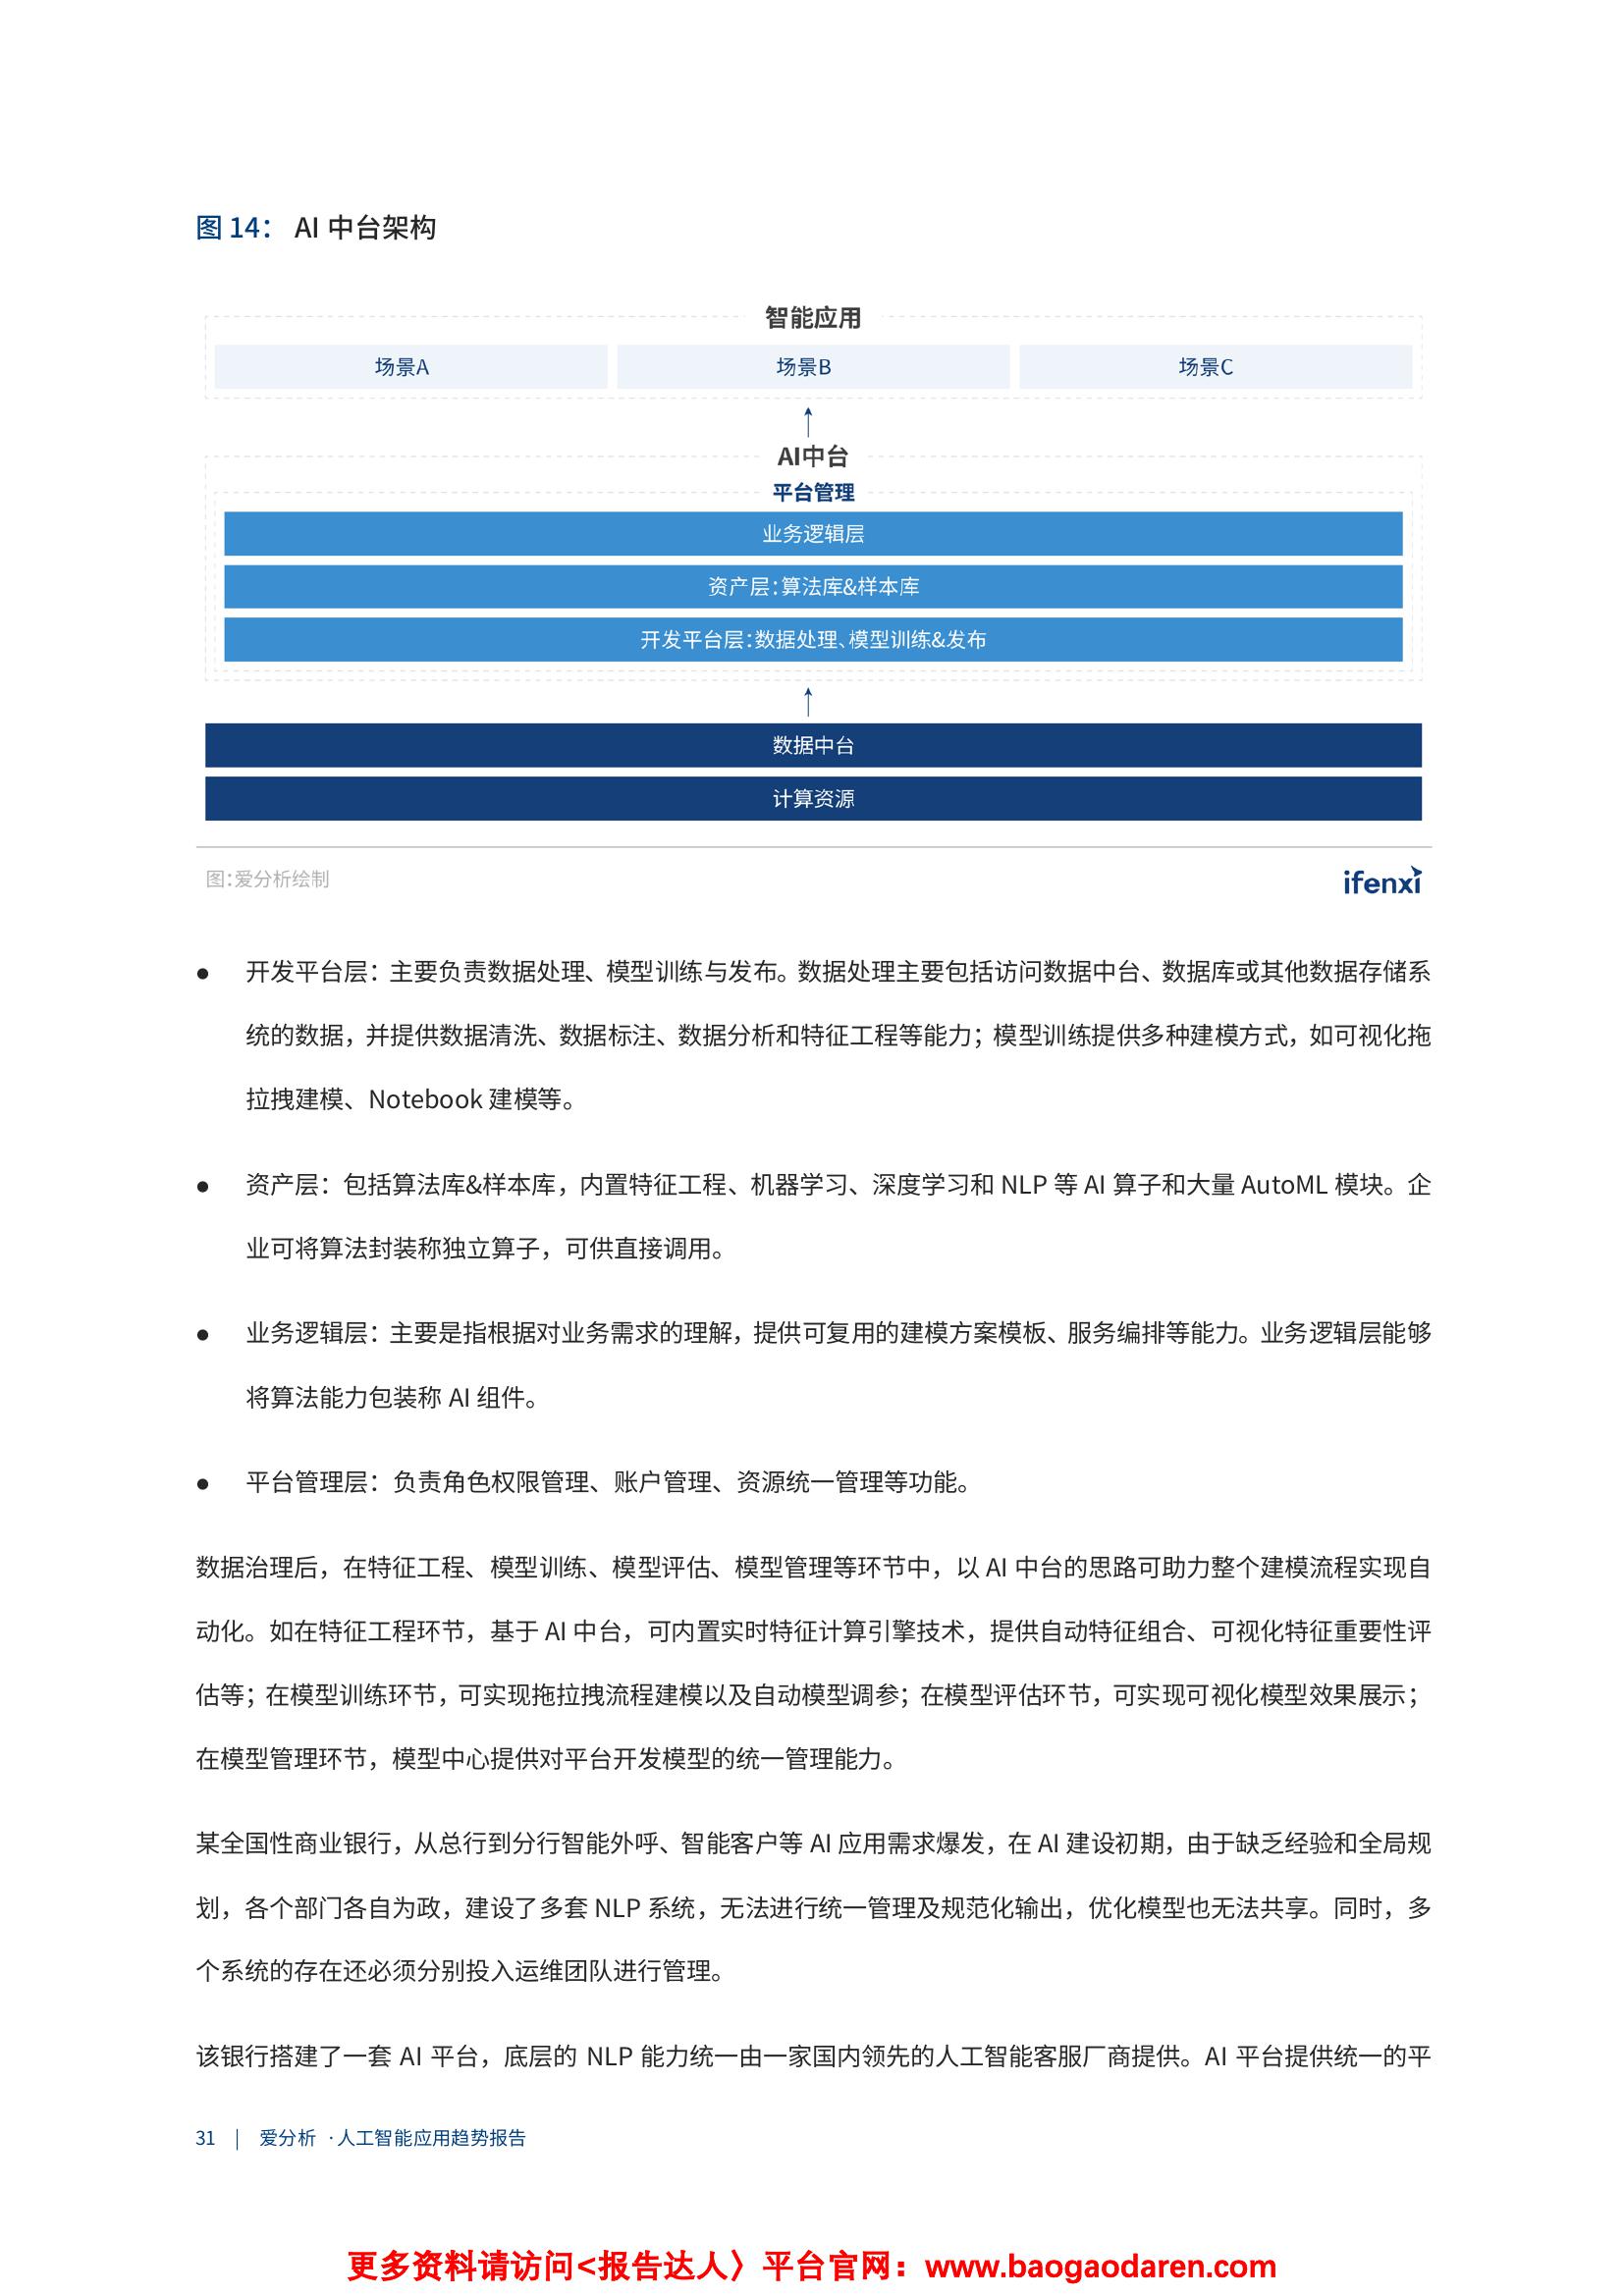 图 14： AI 中台架构
智能应用
场景A 场景B 场景C
AI中台
平台管理
业务逻辑层
资产层：算法库&样本库
开发平台层：数据处理、模型训练&发布
数据中台
计算资源
图：爱分析绘制 ifenxi
● 开发平台层：主要负责数据处理、模型训练与发布。数据处理主要包括访问数据中台、数据库或其他数据存储系
统的数据，并提供数据清洗、数据标注、数据分析和特征工程等能力；模型训练提供多种建模方式，如可视化拖
拉拽建模、Notebook 建模等。
● 资产层：包括算法库&样本库，内置特征工程、机器学习、深度学习和 NLP 等 AI 算子和大量 AutoML 模块。企
业可将算法封装称独立算子，可供直接调用。
● 业务逻辑层：主要是指根据对业务需求的理解，提供可复用的建模方案模板、服务编排等能力。业务逻辑层能够
将算法能力包装称 AI 组件。
● 平台管理层：负责角色权限管理、账户管理、资源统一管理等功能。
数据治理后，在特征工程、模型训练、模型评估、模型管理等环节中，以 AI 中台的思路可助力整个建模流程实现自
动化。如在特征工程环节，基于 AI 中台，可内置实时特征计算引擎技术，提供自动特征组合、可视化特征重要性评
估等；在模型训练环节，可实现拖拉拽流程建模以及自动模型调参；在模型评估环节，可实现可视化模型效果展示；
在模型管理环节，模型中心提供对平台开发模型的统一管理能力。
某全国性商业银行，从总行到分行智能外呼、智能客户等 AI 应用需求爆发，在 AI 建设初期，由于缺乏经验和全局规
划，各个部门各自为政，建设了多套 NLP 系统，无法进行统一管理及规范化输出，优化模型也无法共享。同时，多
个系统的存在还必须分别投入运维团队进行管理。
该银行搭建了一套 AI 平台，底层的 NLP 能力统一由一家国内领先的人工智能客服厂商提供。AI 平台提供统一的平
31 | 爱分析 ·人工智能应用趋势报告
更多资料请访问<报告达人〉平台官网：www.baogaodaren.com